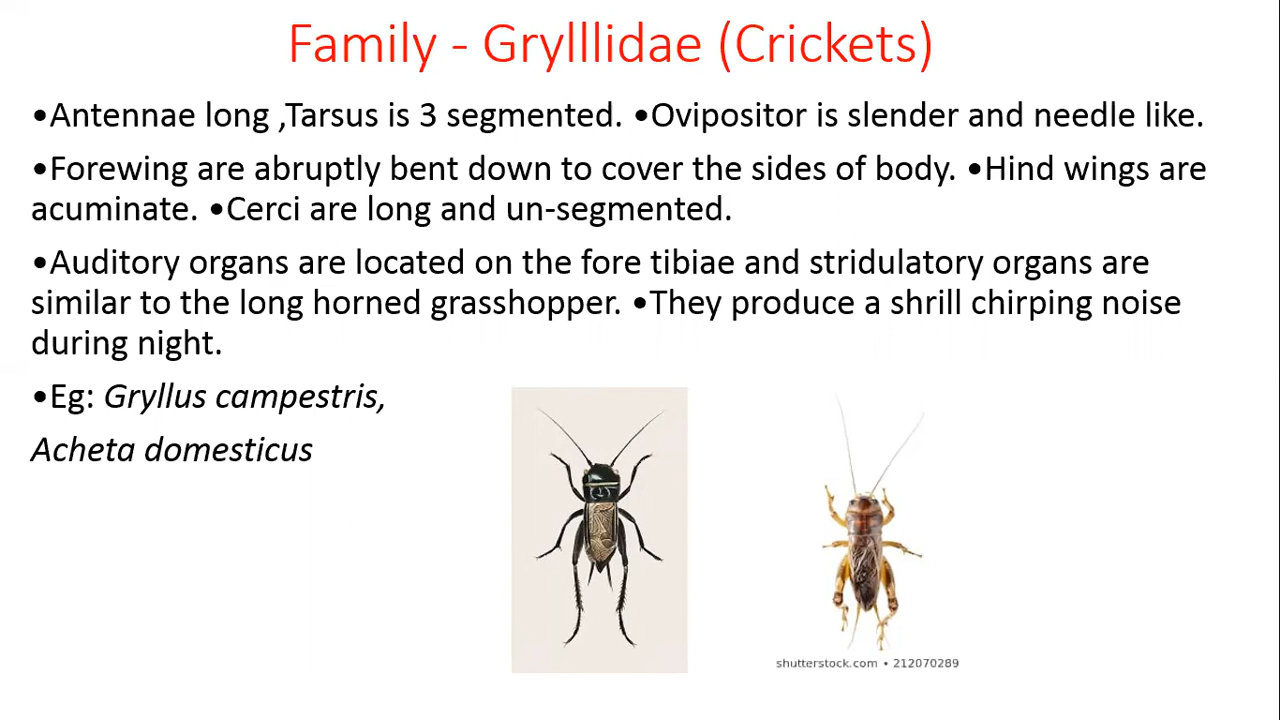 Family - Grylllidae (Crickets)
•Antennae long ,Tarsus is 3 segmented. •Ovipositor is slender and needle like.
•Forewing are abruptly bent down to cover the sides of body. •Hind wings are
acuminate. •Cerci are long and un-segmented.
•Auditory organs are located on the fore tibiae and stridulatory organs are
similar to the long horned grasshopper. •They produce a shrill chirping noise
during night.
•Eg: Gryllus campestris,
Acheta domesticus
shutterstock.com • 212070289